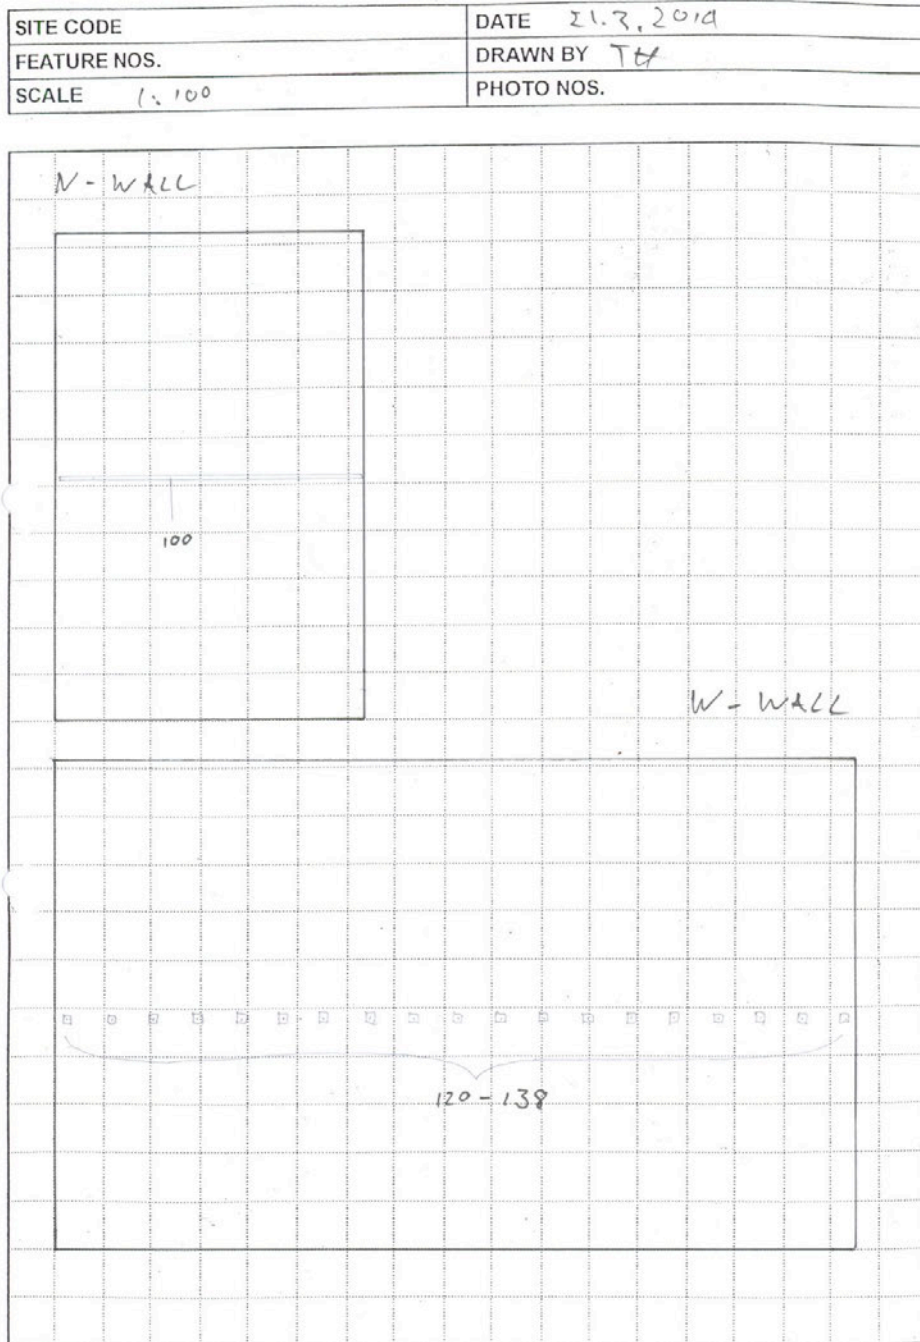 SITE CODE
DATE 21.3.2019
FEATURE NOS.
DRAWN BY TH
SCALE 1:100
PHOTO NOS.
N-WALL
100
W-WALL
120-138